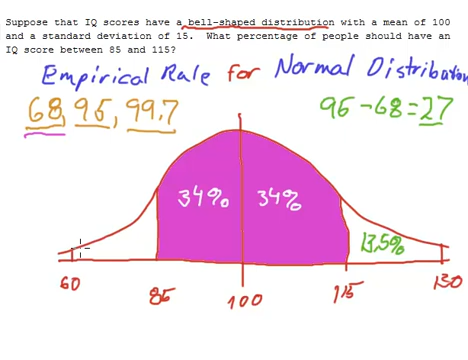 Suppose that IQ scores have a bell-shaped distribution with a mean of 100
and a standard deviation of 15.  What percentage of people should have an
IQ score between 85 and 115?
Empirical Rule for Normal Distribution
68, 95, 99.7
95-68=27
34% 34%
13.5%
60 85 100 115 130